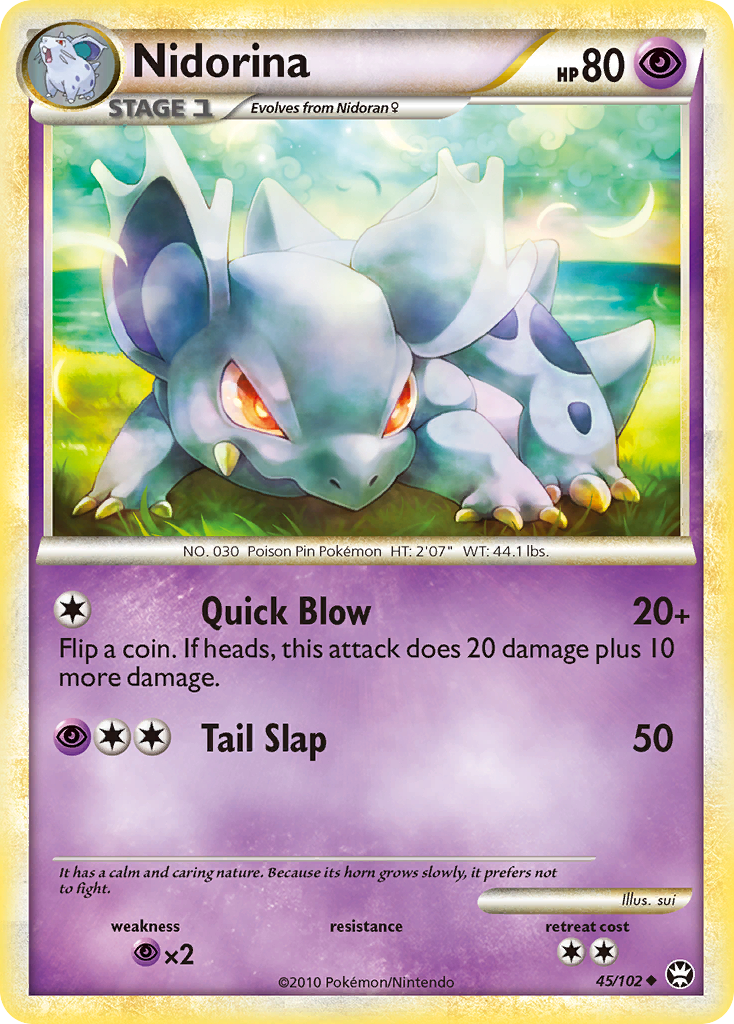 Nidorina
HP 80
STAGE 1
Evolves from Nidoran♀
NO. 030 Poison Pin Pokémon HT: 2'07" WT: 44.1 lbs.
Quick Blow 20+
Flip a coin. If heads, this attack does 20 damage plus 10
more damage.
Tail Slap 50
It has a calm and caring nature. Because its horn grows slowly, it prefers not
to fight.
Illus. sui
weakness resistance retreat cost
×2
©2010 Pokémon/Nintendo 45/102